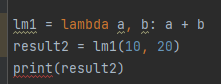 lm1 = lambda a, b: a + b
result2 = lm1(10, 20)
print(result2)